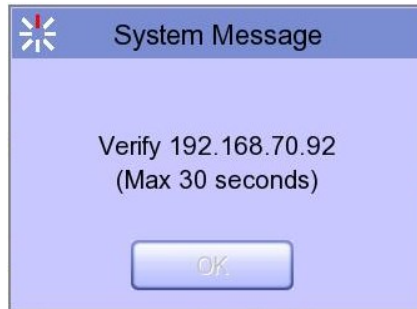 System Message
Verify 192.168.70.92
(Max 30 seconds)
OK